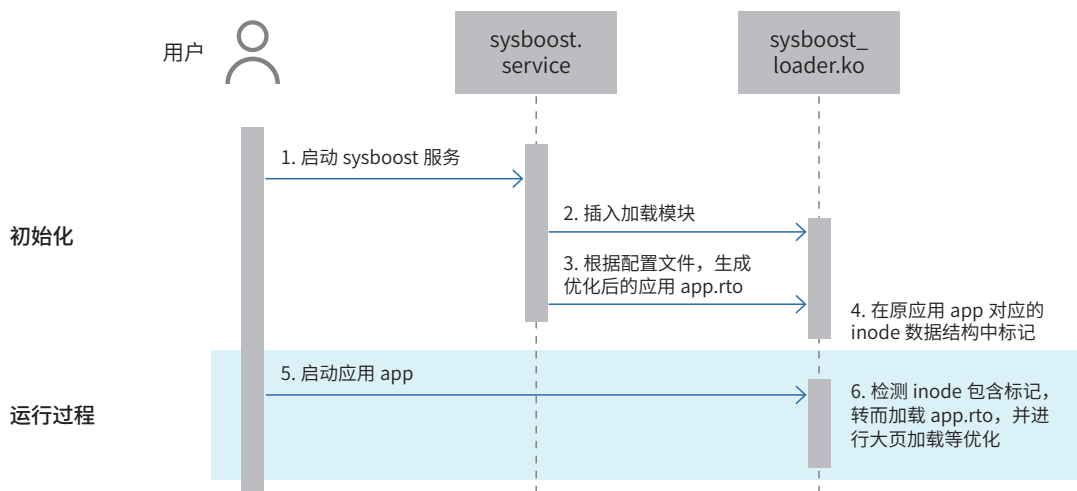 用户
sysboost.
service
sysboost_
loader.ko
1. 启动 sysboost 服务
2. 插入加载模块
初始化
3. 根据配置文件，生成
优化后的应用 app.rto
4. 在原应用 app 对应的
inode 数据结构中标记
5. 启动应用 app
运行过程
6. 检测 inode 包含标记，
转而加载 app.rto，并进
行大页加载等优化